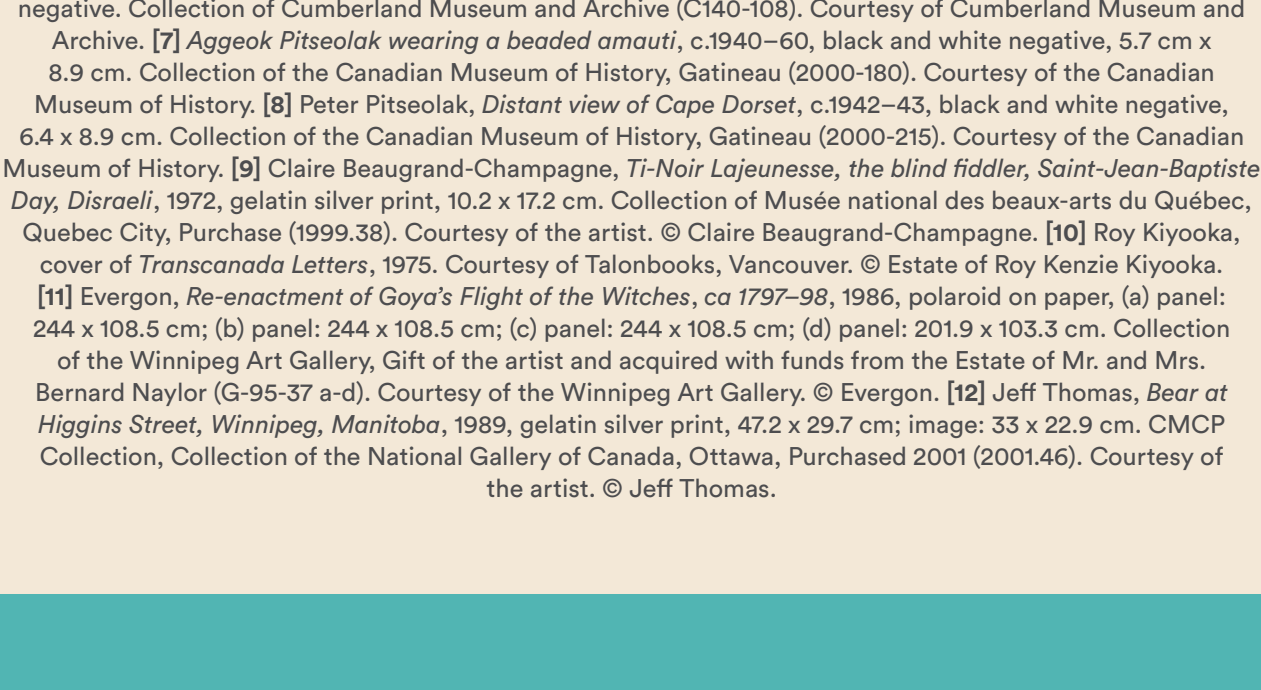 negative. Collection of Cumberland Museum and Archive (C140-108). Courtesy of Cumberland Museum and
Archive. [7] Aggeok Pitseolak wearing a beaded amauti, c.1940–60, black and white negative, 5.7 cm x
8.9 cm. Collection of the Canadian Museum of History, Gatineau (2000-180). Courtesy of the Canadian
Museum of History. [8] Peter Pitseolak, Distant view of Cape Dorset, c.1942–43, black and white negative,
6.4 x 8.9 cm. Collection of the Canadian Museum of History, Gatineau (2000-215). Courtesy of the Canadian
Museum of History. [9] Claire Beaugrand-Champagne, Ti-Noir Lajeunesse, the blind fiddler, Saint-Jean-Baptiste
Day, Disraeli, 1972, gelatin silver print, 10.2 x 17.2 cm. Collection of Musée national des beaux-arts du Québec,
Quebec City, Purchase (1999.38). Courtesy of the artist. © Claire Beaugrand-Champagne. [10] Roy Kiyooka,
cover of Transcanada Letters, 1975. Courtesy of Talonbooks, Vancouver. © Estate of Roy Kenzie Kiyooka.
[11] Evergon, Re-enactment of Goya’s Flight of the Witches, ca 1797–98, 1986, polaroid on paper, (a) panel:
244 x 108.5 cm; (b) panel: 244 x 108.5 cm; (c) panel: 244 x 108.5 cm; (d) panel: 201.9 x 103.3 cm. Collection
of the Winnipeg Art Gallery, Gift of the artist and acquired with funds from the Estate of Mr. and Mrs.
Bernard Naylor (G-95-37 a-d). Courtesy of the Winnipeg Art Gallery. © Evergon. [12] Jeff Thomas, Bear at
Higgins Street, Winnipeg, Manitoba, 1989, gelatin silver print, 47.2 x 29.7 cm; image: 33 x 22.9 cm. CMCP
Collection, Collection of the National Gallery of Canada, Ottawa, Purchased 2001 (2001.46). Courtesy of
the artist. © Jeff Thomas.